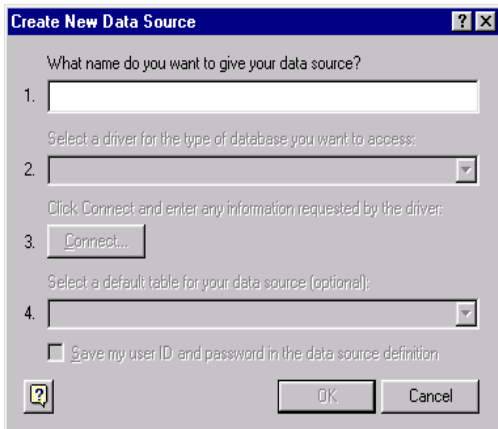 Create New Data Source
What name do you want to give your data source?
1.
Select a driver for the type of database you want to access:
2.
Click Connect and enter any information requested by the driver:
3. Connect...
Select a default table for your data source (optional):
4.
Save my user ID and password in the data source definition
OK Cancel